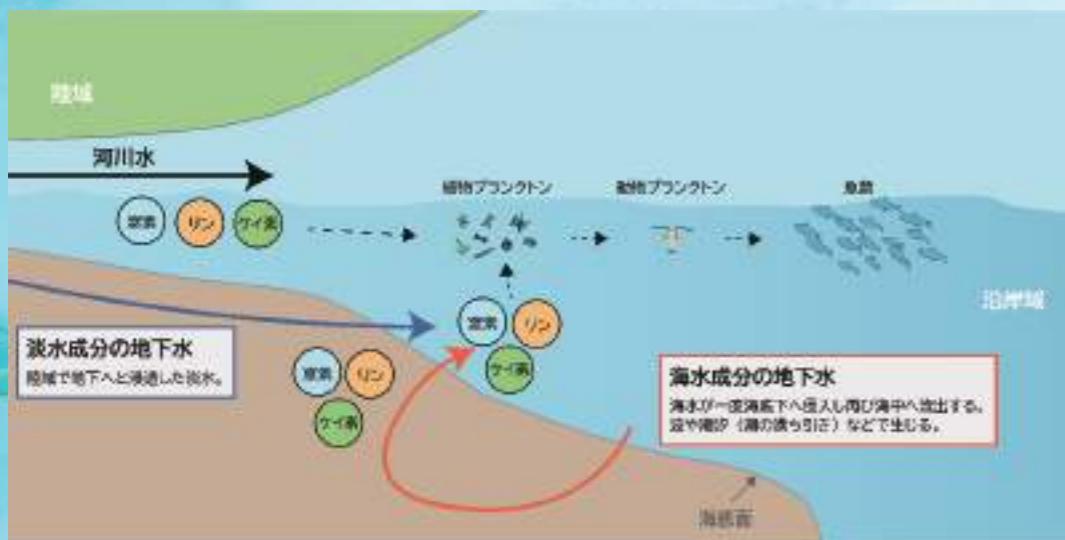 陸域
河川水
窒素
リン
ケイ素
植物プランクトン
動物プランクトン
魚類
沿岸域
窒素
リン
ケイ素
淡水成分の地下水
陸域で地下へと浸透した淡水。
窒素
リン
ケイ素
海水成分の地下水
海水が一度海底下へ侵入し再び海中へ流出する。
波や潮汐（潮の満ち引き）などで生じる。
海底面